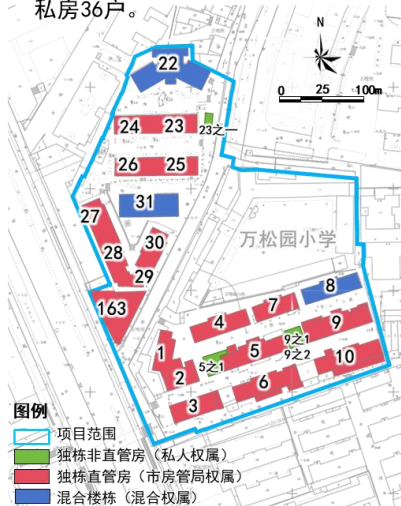 私房36户。
N
0 25 100m
22
24 23
23之一
26 25
31
27
28
30
29
163
万松园小学
8
7
4
9
1
9之1
5
5之1
9之2
10
2
6
3
图例
项目范围
独栋非直管房（私人权属）
独栋直管房（市房管局权属）
混合楼栋（混合权属）